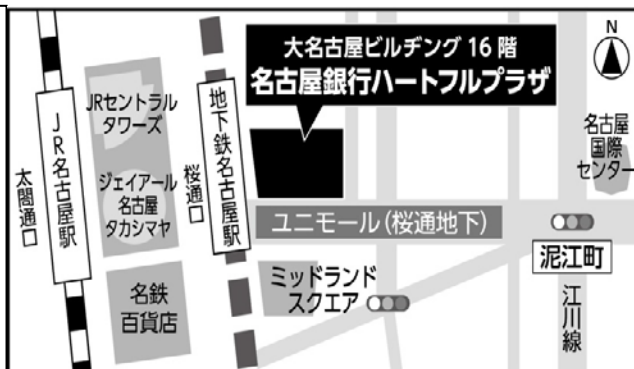 大名古屋ビルヂング 16 階
名古屋銀行ハートフルプラザ
N
JRセントラル
タワーズ
JR名古屋駅
太閤通口
ジェイアール
名古屋
タカシマヤ
桜通口
地下鉄名古屋駅
名古屋
国際
センター
ユニモール(桜通地下)
泥江町
名鉄
百貨店
ミッドランド
スクエア
江川線